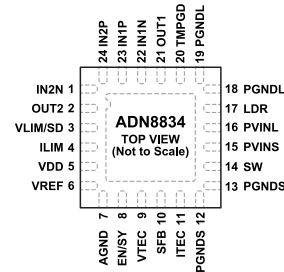 24 IN2P
23 IN1P
22 IN1N
21 OUT1
20 TMPGD
19 PGNDL
IN2N 1
OUT2 2
VLIM/SD 3
ILIM 4
VDD 5
VREF 6
ADN8834
TOP VIEW
(Not to Scale)
18 PGNDL
17 LDR
16 PVINL
15 PVINS
14 SW
13 PGNDS
AGND 7
EN/SY 8
VTEC 9
SFB 10
ITEC 11
PGNDS 12